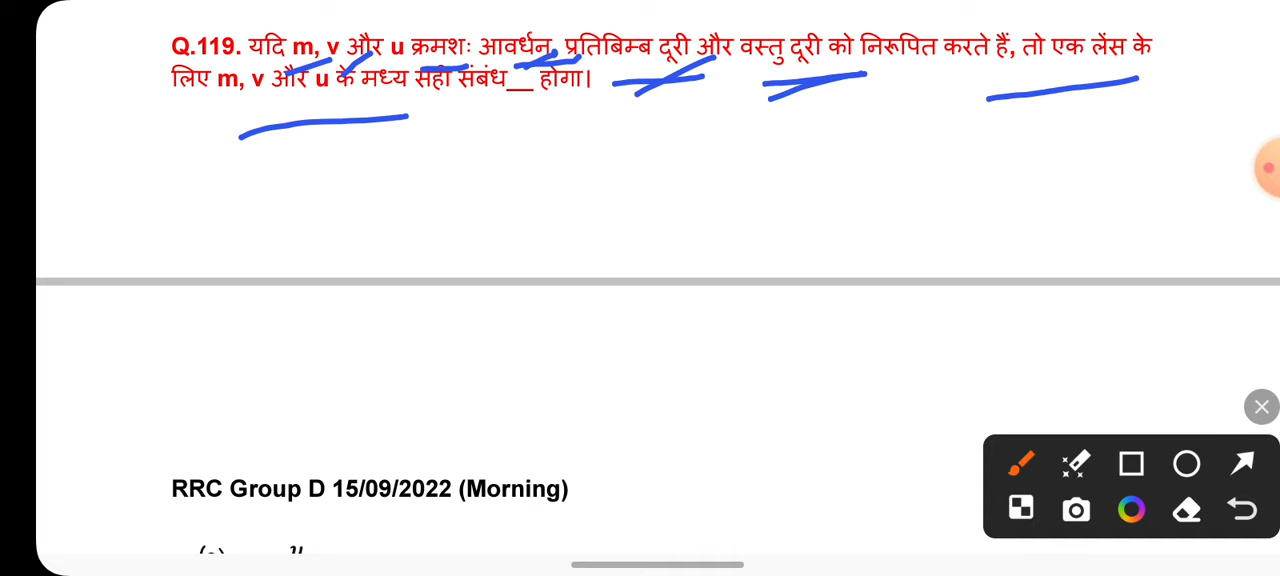 Q.119. यदि m, v और u क्रमशः आवर्धन, प्रतिबिम्ब दूरी और वस्तु दूरी को निरूपित करते हैं, तो एक लेंस के
लिए m, v और u के मध्य सही संबंध__ होगा।
RRC Group D 15/09/2022 (Morning)